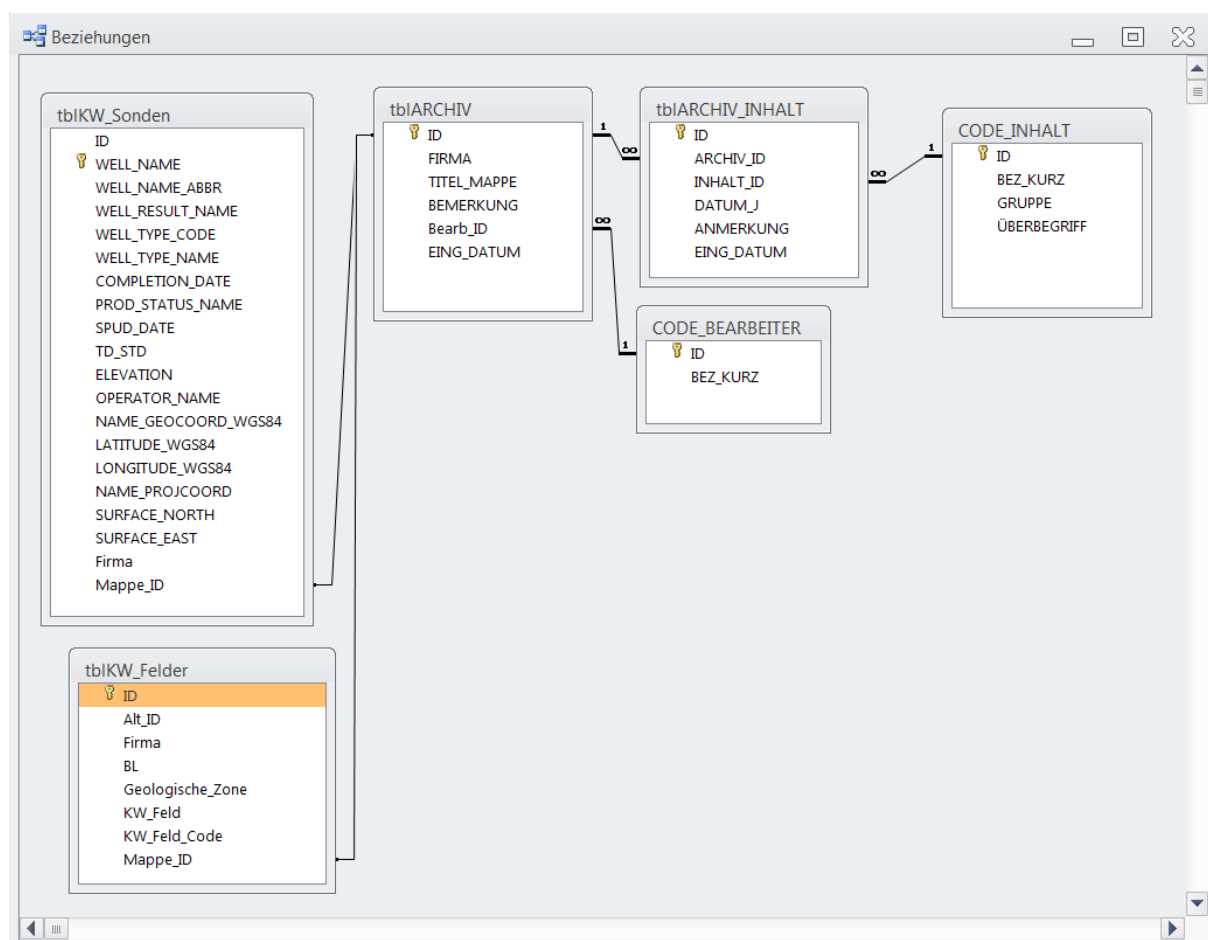 Beziehungen
tblKW_Sonden
ID
WELL_NAME
WELL_NAME_ABBR
WELL_RESULT_NAME
WELL_TYPE_CODE
WELL_TYPE_NAME
COMPLETION_DATE
PROD_STATUS_NAME
SPUD_DATE
TD_STD
ELEVATION
OPERATOR_NAME
NAME_GEOCOORD_WGS84
LATITUDE_WGS84
LONGITUDE_WGS84
NAME_PROJCOORD
SURFACE_NORTH
SURFACE_EAST
Firma
Mappe_ID
tblARCHIV
ID
FIRMA
TITEL_MAPPE
BEMERKUNG
Bearb_ID
EING_DATUM
1
∞
∞
1
tblARCHIV_INHALT
ID
ARCHIV_ID
INHALT_ID
DATUM_J
ANMERKUNG
EING_DATUM
∞
1
CODE_INHALT
ID
BEZ_KURZ
GRUPPE
ÜBERBEGRIFF
CODE_BEARBEITER
ID
BEZ_KURZ
tblKW_Felder
ID
Alt_ID
Firma
BL
Geologische_Zone
KW_Feld
KW_Feld_Code
Mappe_ID